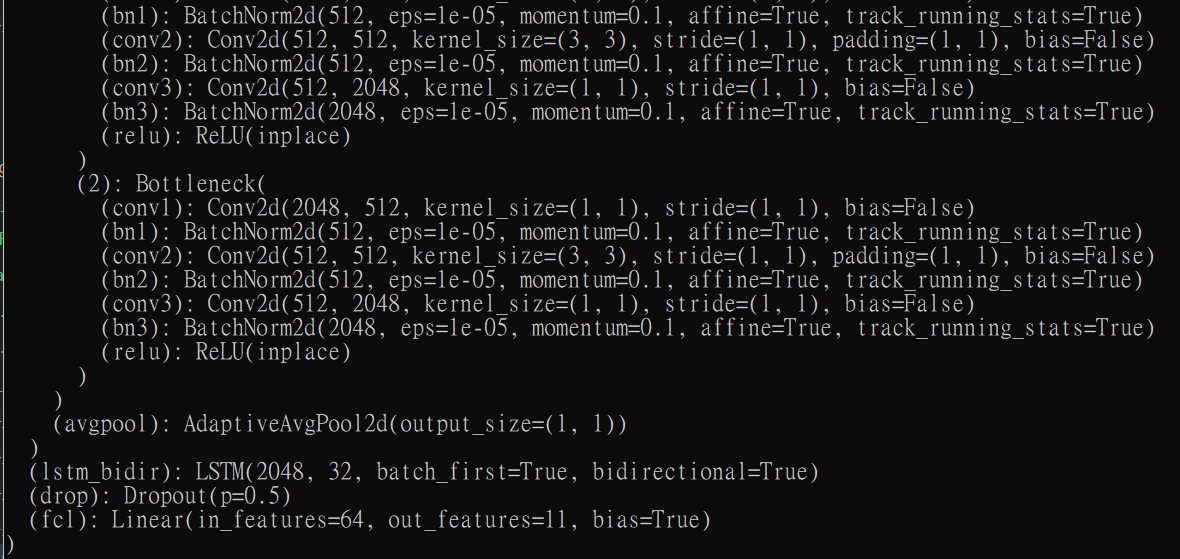 (bn1): BatchNorm2d(512, eps=1e-05, momentum=0.1, affine=True, track_running_stats=True)
(conv2): Conv2d(512, 512, kernel_size=(3, 3), stride=(1, 1), padding=(1, 1), bias=False)
(bn2): BatchNorm2d(512, eps=1e-05, momentum=0.1, affine=True, track_running_stats=True)
(conv3): Conv2d(512, 2048, kernel_size=(1, 1), stride=(1, 1), bias=False)
(bn3): BatchNorm2d(2048, eps=1e-05, momentum=0.1, affine=True, track_running_stats=True)
(relu): ReLU(inplace)
)
(2): Bottleneck(
(conv1): Conv2d(2048, 512, kernel_size=(1, 1), stride=(1, 1), bias=False)
(bn1): BatchNorm2d(512, eps=1e-05, momentum=0.1, affine=True, track_running_stats=True)
(conv2): Conv2d(512, 512, kernel_size=(3, 3), stride=(1, 1), padding=(1, 1), bias=False)
(bn2): BatchNorm2d(512, eps=1e-05, momentum=0.1, affine=True, track_running_stats=True)
(conv3): Conv2d(512, 2048, kernel_size=(1, 1), stride=(1, 1), bias=False)
(bn3): BatchNorm2d(2048, eps=1e-05, momentum=0.1, affine=True, track_running_stats=True)
(relu): ReLU(inplace)
)
)
(avgpool): AdaptiveAvgPool2d(output_size=(1, 1))
)
(lstm_bidir): LSTM(2048, 32, batch_first=True, bidirectional=True)
(drop): Dropout(p=0.5)
(fc1): Linear(in_features=64, out_features=11, bias=True)
)